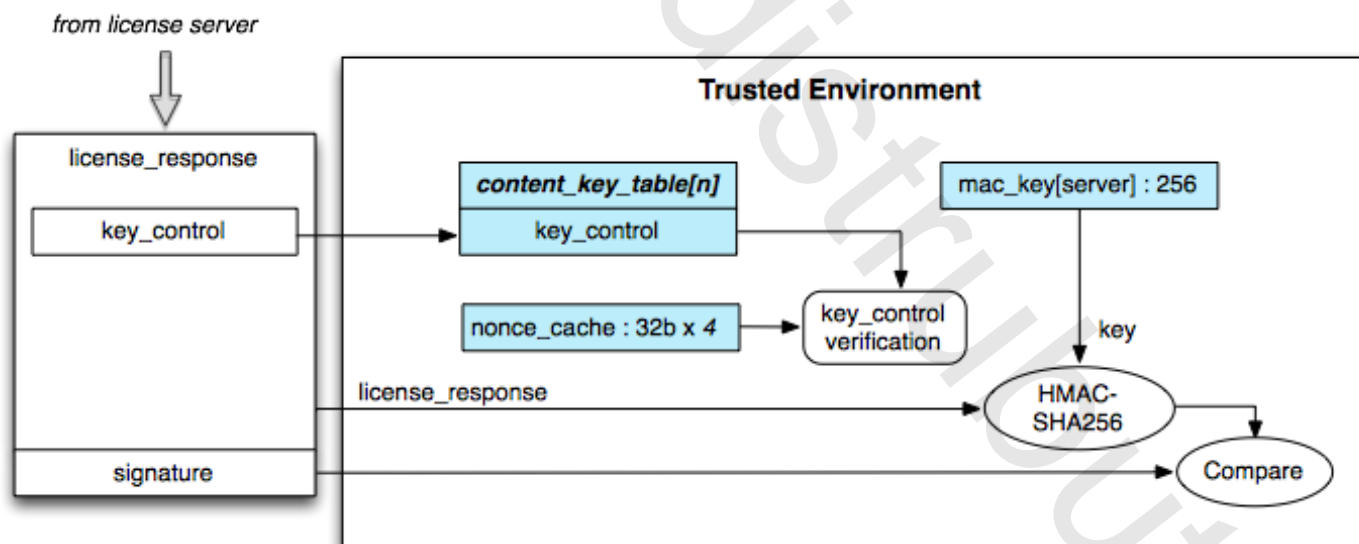 from license server
Trusted Environment
license_response
key_control
content_key_table[n]
key_control
mac_key[server] : 256
nonce_cache : 32b x 4
key_control
verification
key
license_response
HMAC-
SHA256
signature
Compare
distribut